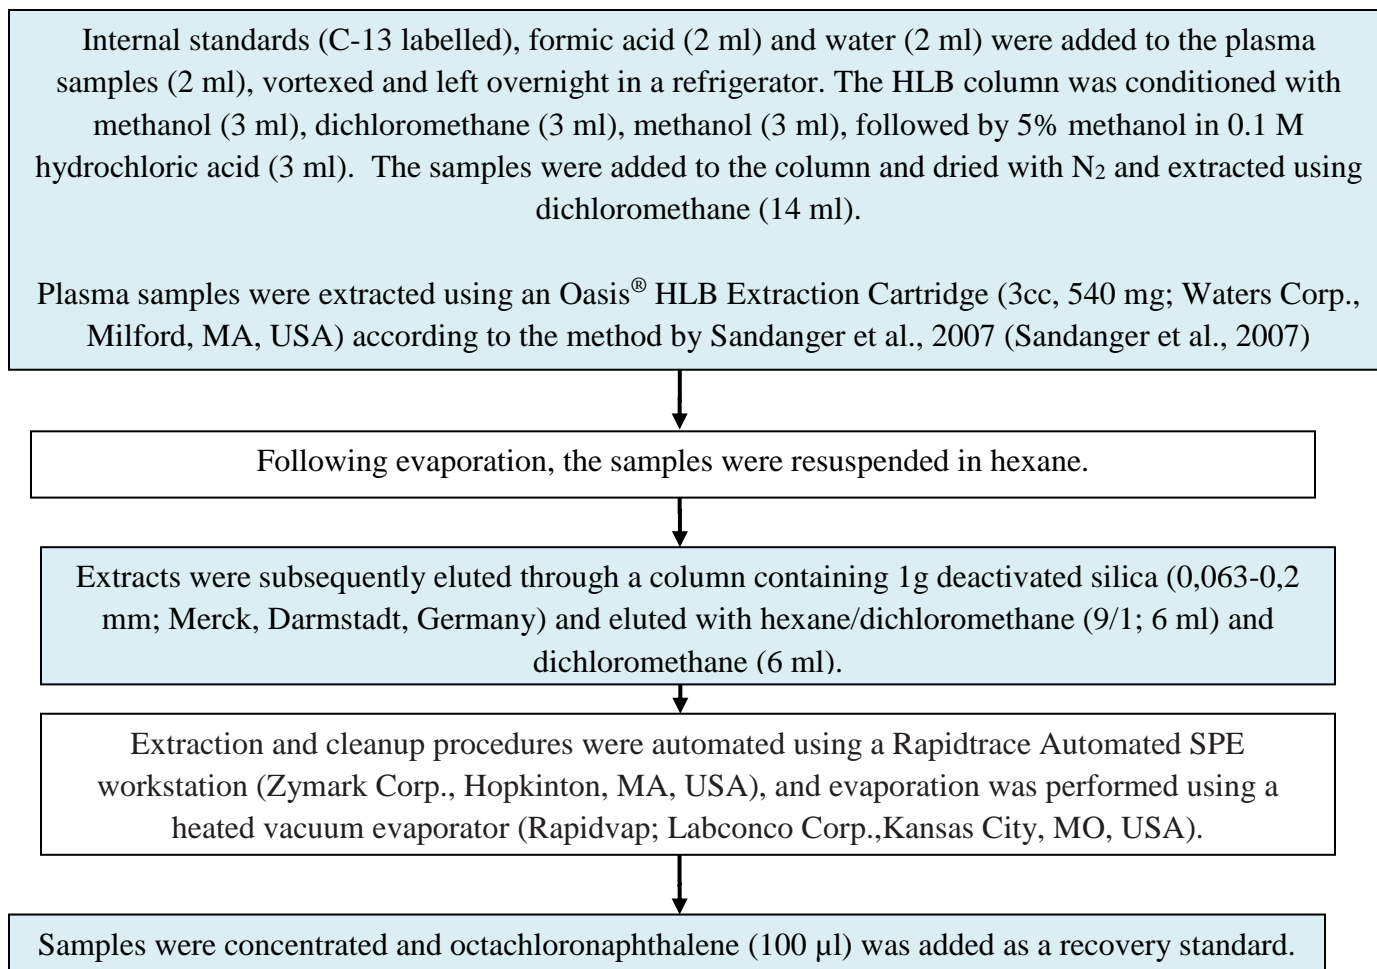 Internal standards (C-13 labelled), formic acid (2 ml) and water (2 ml) were added to the plasma
samples (2 ml), vortexed and left overnight in a refrigerator. The HLB column was conditioned with
methanol (3 ml), dichloromethane (3 ml), methanol (3 ml), followed by 5% methanol in 0.1 M
hydrochloric acid (3 ml).  The samples were added to the column and dried with N₂ and extracted using
dichloromethane (14 ml).
Plasma samples were extracted using an Oasis® HLB Extraction Cartridge (3cc, 540 mg; Waters Corp.,
Milford, MA, USA) according to the method by Sandanger et al., 2007 (Sandanger et al., 2007)
Following evaporation, the samples were resuspended in hexane.
Extracts were subsequently eluted through a column containing 1g deactivated silica (0,063-0,2
mm; Merck, Darmstadt, Germany) and eluted with hexane/dichloromethane (9/1; 6 ml) and
dichloromethane (6 ml).
Extraction and cleanup procedures were automated using a Rapidtrace Automated SPE
workstation (Zymark Corp., Hopkinton, MA, USA), and evaporation was performed using a
heated vacuum evaporator (Rapidvap; Labconco Corp.,Kansas City, MO, USA).
Samples were concentrated and octachloronaphthalene (100 µl) was added as a recovery standard.